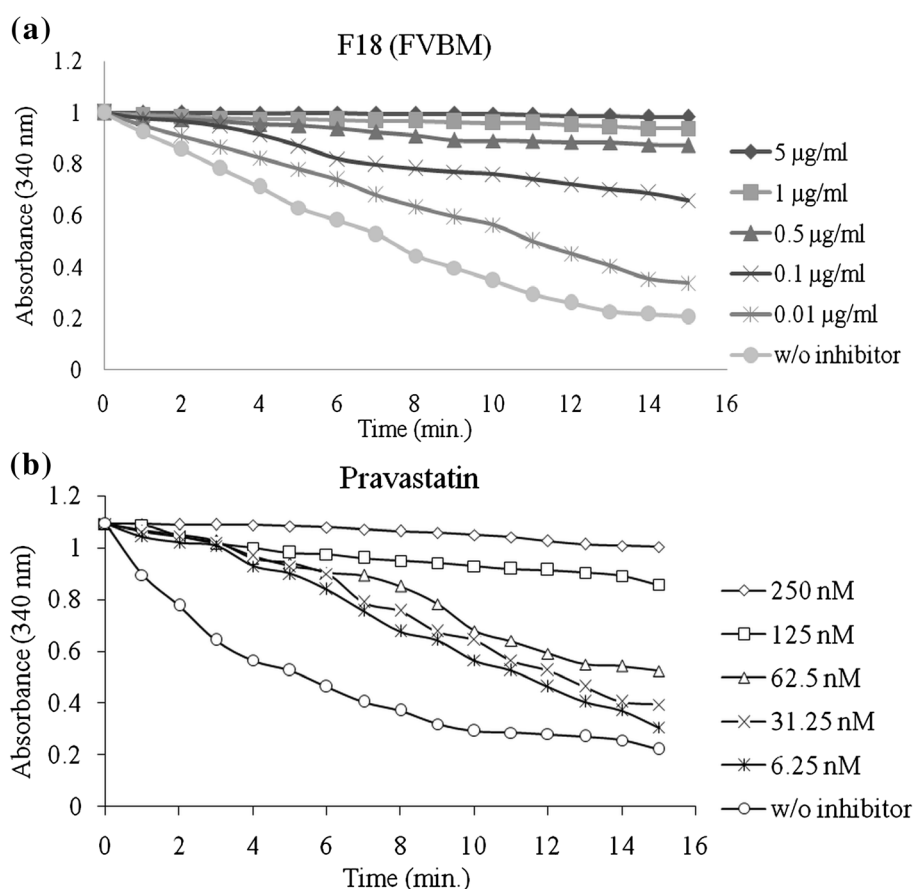 (a)
F18 (FVBM)
Absorbance (340 nm)
1.2
1
0.8
0.6
0.4
0.2
0
0 2 4 6 8 10 12 14 16
Time (min.)
5 µg/ml
1 µg/ml
0.5 µg/ml
0.1 µg/ml
0.01 µg/ml
w/o inhibitor
(b)
Pravastatin
Absorbance (340 nm)
1.2
1
0.8
0.6
0.4
0.2
0
0 2 4 6 8 10 12 14 16
Time (min.)
250 nM
125 nM
62.5 nM
31.25 nM
6.25 nM
w/o inhibitor